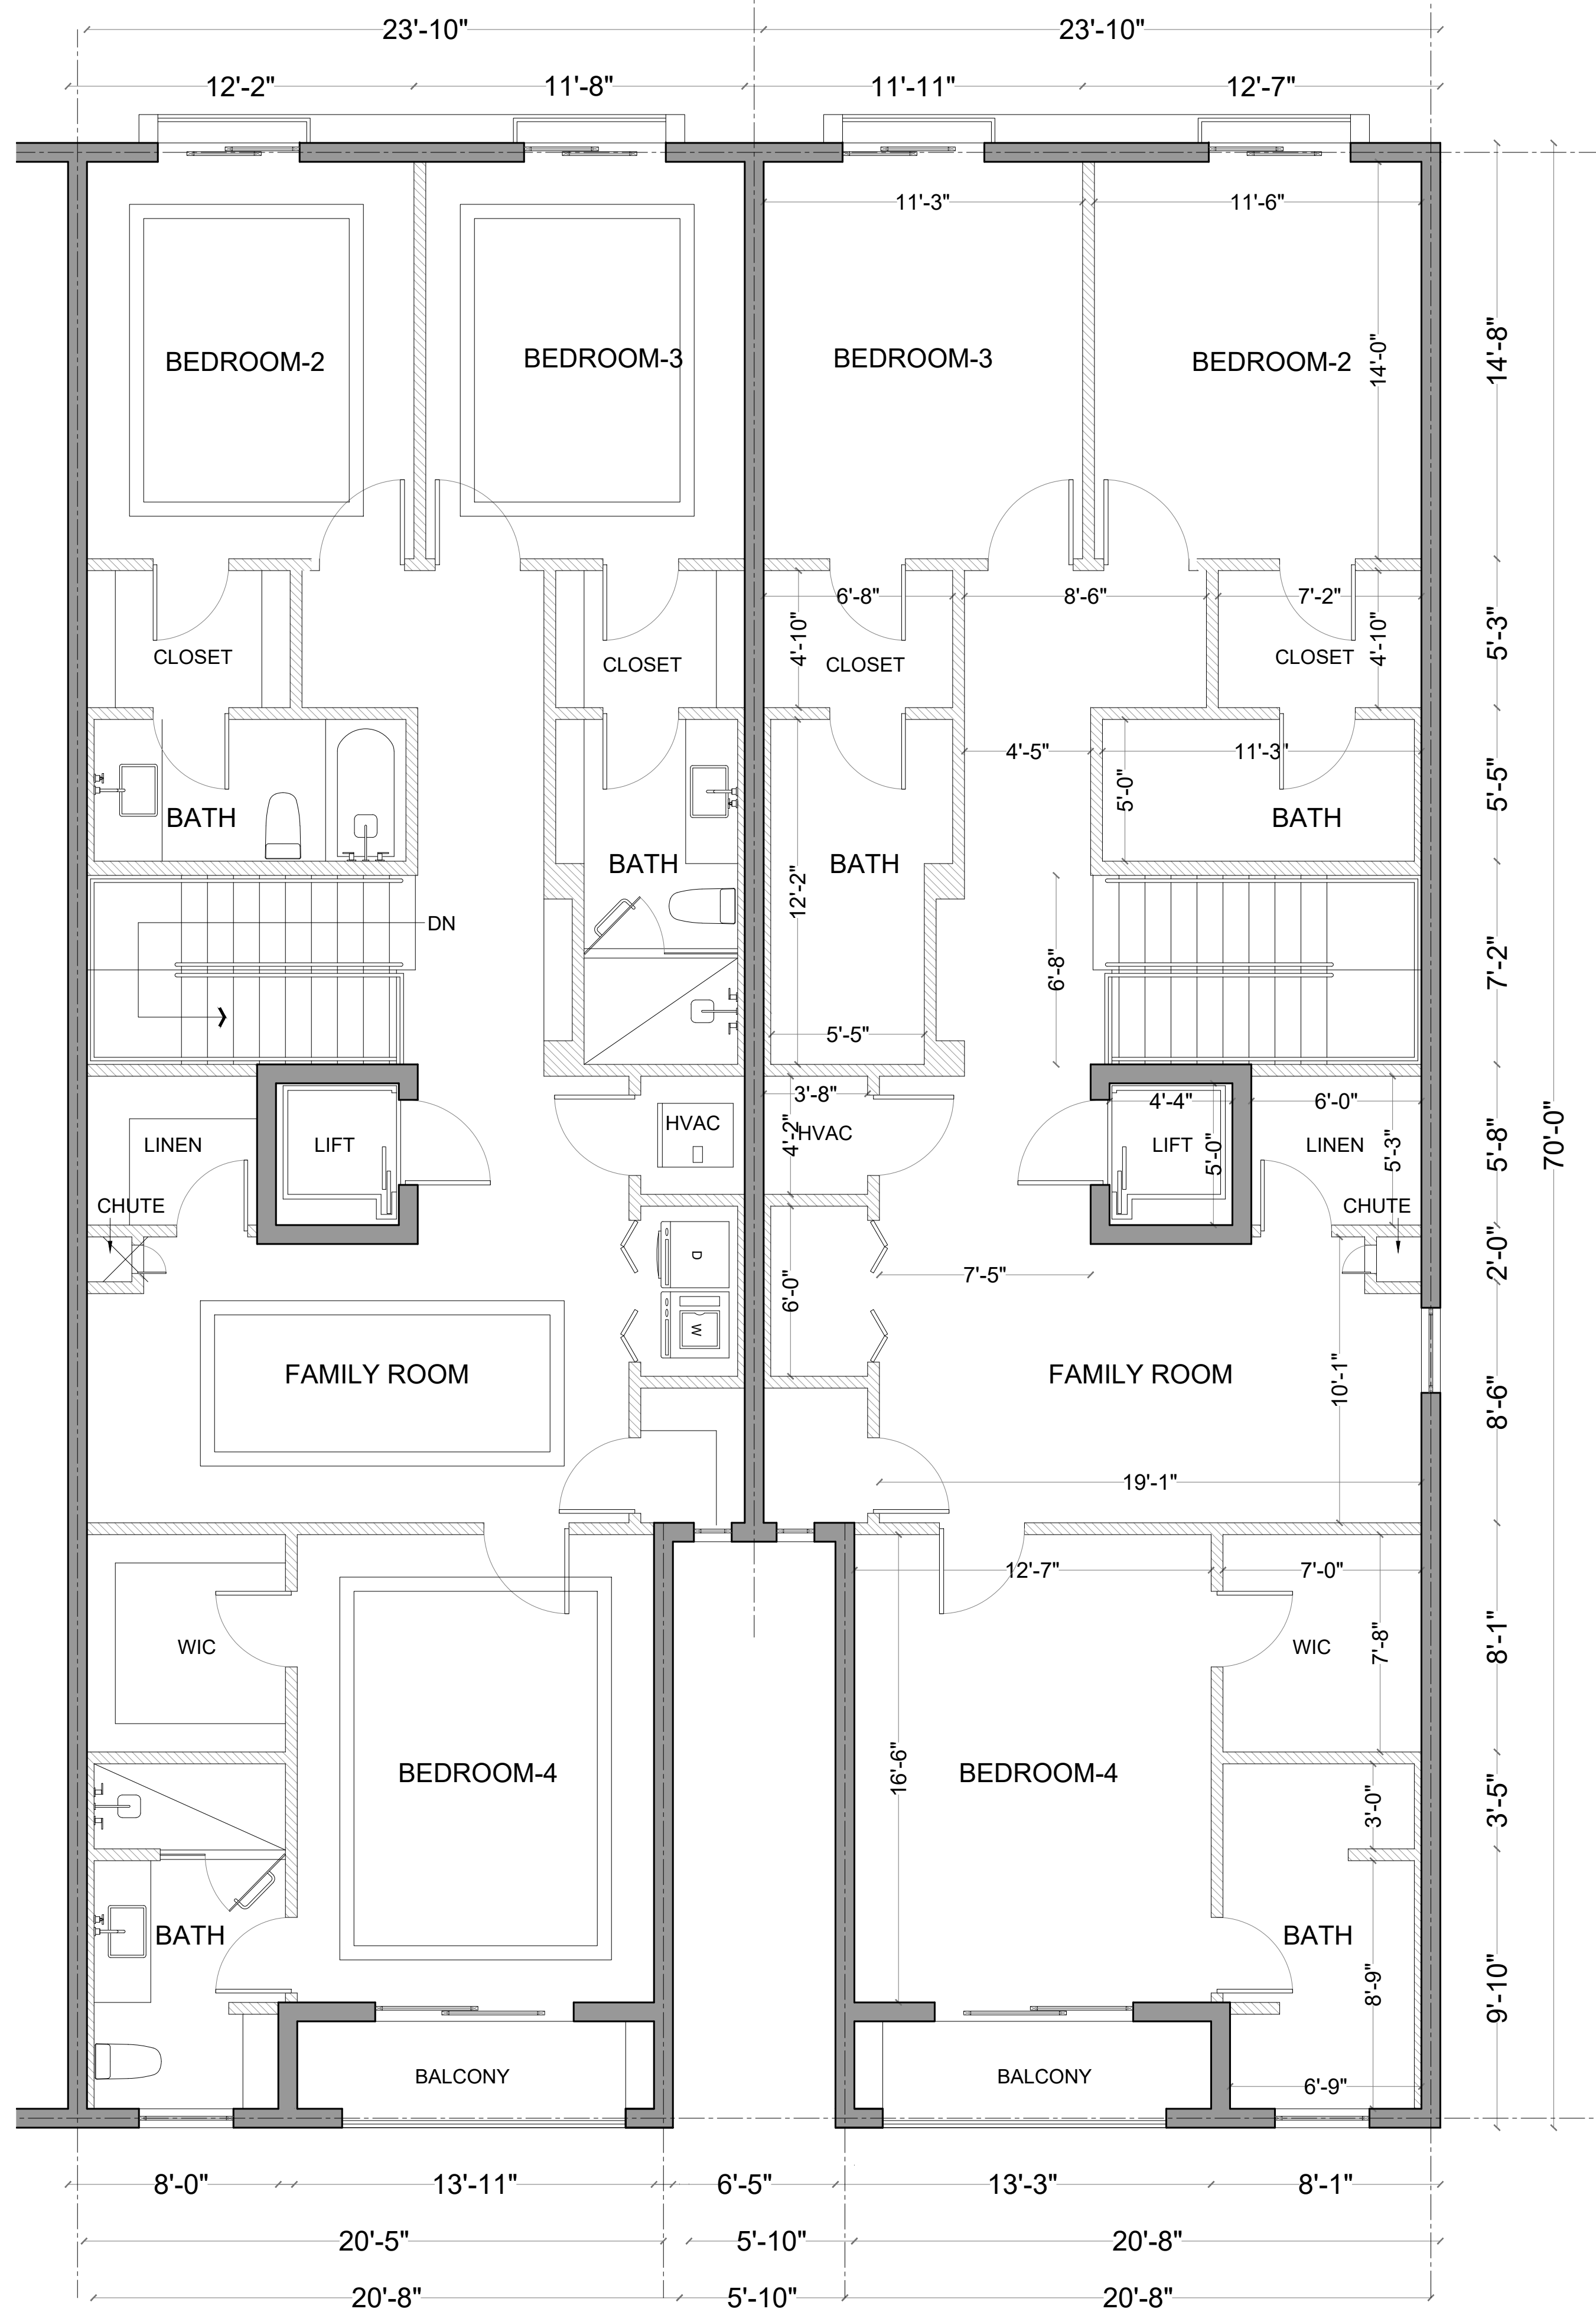 23'-10" 23'-10"
12'-2" 11'-8" 11'-11" 12'-7"
11'-3" 11'-6"
BEDROOM-2 BEDROOM-3 BEDROOM-3 BEDROOM-2
14'-0"
14'-8"
6'-8" 8'-6" 7'-2"
4'-10" 4'-10"
5'-3"
CLOSET CLOSET CLOSET CLOSET
4'-5" 11'-3"
5'-0"
5'-5"
BATH BATH
BATH BATH
12'-2"
DN
6'-8"
7'-2"
5'-5"
3'-8" 4'-4" 6'-0"
HVAC HVAC
4'-2"
LINEN LIFT LIFT LINEN
5'-0" 5'-3"
5'-8"
70'-0"
CHUTE CHUTE
D
2'-0"
7'-5"
6'-0"
W
FAMILY ROOM FAMILY ROOM
10'-1"
8'-6"
19'-1"
12'-7" 7'-0"
WIC WIC
7'-8"
8'-1"
BEDROOM-4 BEDROOM-4
16'-6"
3'-0"
3'-5"
BATH BATH
8'-9"
9'-10"
BALCONY BALCONY
6'-9"
8'-0" 13'-11" 6'-5" 13'-3" 8'-1"
20'-5" 5'-10" 20'-8"
20'-8" 5'-10" 20'-8"